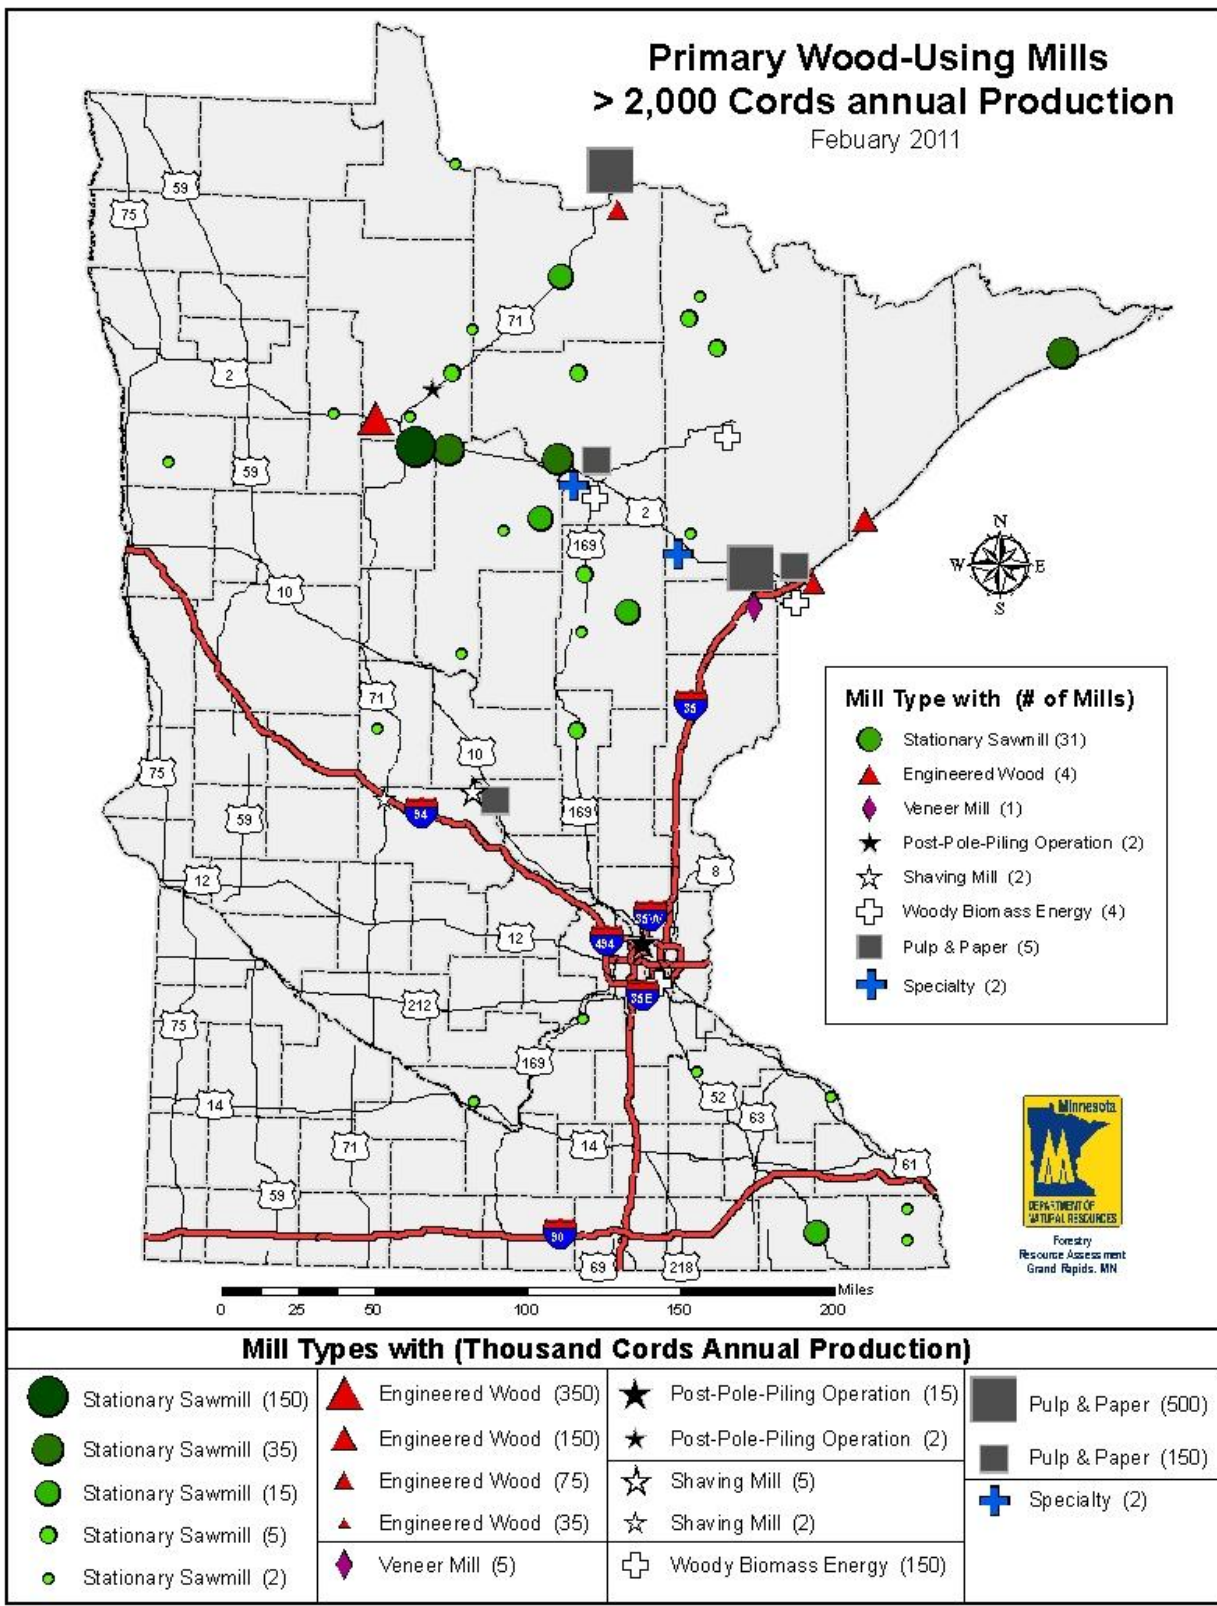 Primary Wood-Using Mills
> 2,000 Cords annual Production
Febuary 2011
59
75
71
2
59
2
169
10
N
W E
S
71
35
10
75
59
94
169
8
12
35W
12
494
35E
212
75
169
52
14
63
14
71
61
59
90
69
218
Mill Type with (# of Mills)
Stationary Sawmill (31)
Engineered Wood (4)
Veneer Mill (1)
Post-Pole-Piling Operation (2)
Shaving Mill (2)
Woody Biomass Energy (4)
Pulp & Paper (5)
Specialty (2)
Minnesota
DEPARTMENT OF
NATURAL RESOURCES
Forestry
Resource Assessment
Grand Rapids, MN
Miles
0 25 50 100 150 200
Mill Types with (Thousand Cords Annual Production)
Stationary Sawmill (150)
Stationary Sawmill (35)
Stationary Sawmill (15)
Stationary Sawmill (5)
Stationary Sawmill (2)
Engineered Wood (350)
Engineered Wood (150)
Engineered Wood (75)
Engineered Wood (35)
Veneer Mill (5)
Post-Pole-Piling Operation (15)
Post-Pole-Piling Operation (2)
Shaving Mill (5)
Shaving Mill (2)
Woody Biomass Energy (150)
Pulp & Paper (500)
Pulp & Paper (150)
Specialty (2)